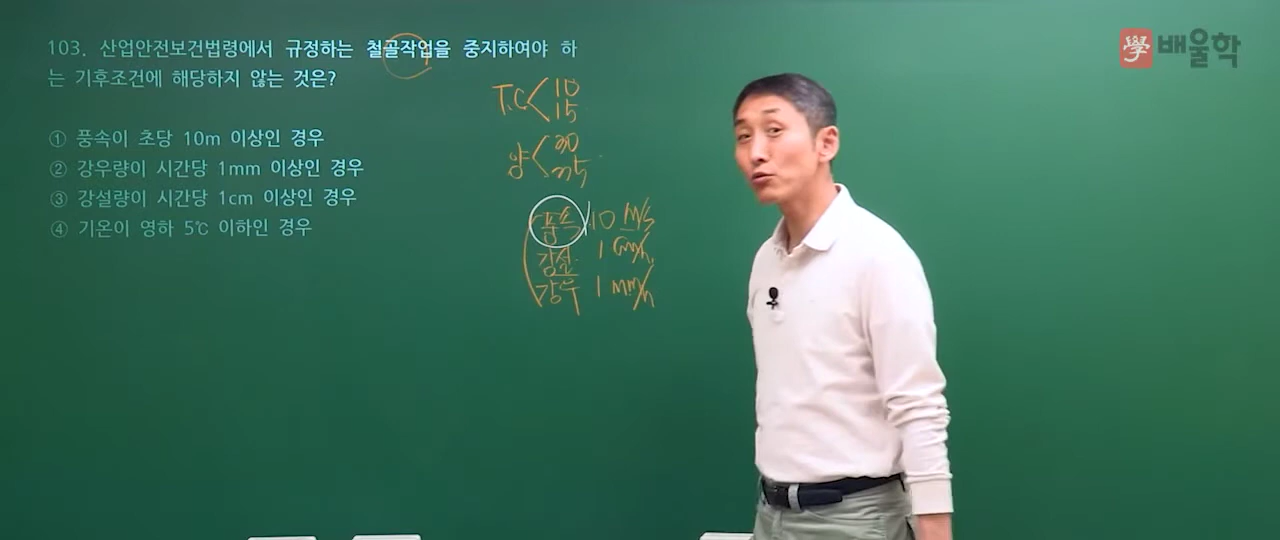 103. 산업안전보건법령에서 규정하는 철골작업을 중지하여야 하
는 기후조건에 해당하지 않는 것은?
① 풍속이 초당 10m 이상인 경우
② 강우량이 시간당 1mm 이상인 경우
③ 강설량이 시간당 1cm 이상인 경우
④ 기온이 영하 5℃ 이하인 경우
T.C < 10
15
양 <
풍속 10 m/s
강설 1 cm/h
강우 1 mm/h
學 배울학